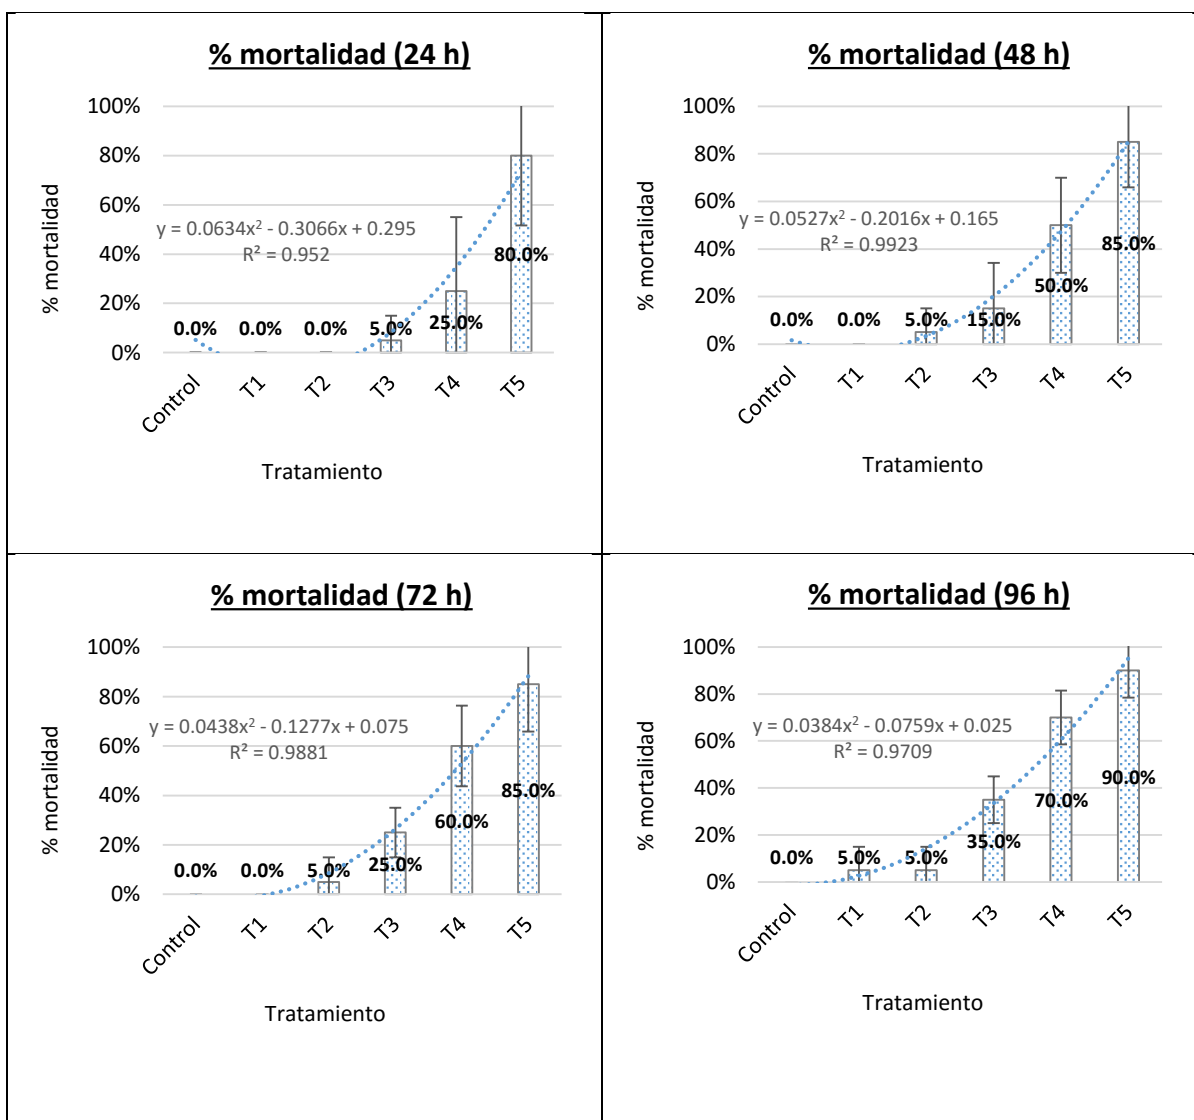 % mortalidad (24 h)
100%
80%
60%
40%
20%
0%
% mortalidad
y = 0.0634x² - 0.3066x + 0.295
R² = 0.952
0.0% 0.0% 0.0% 5.0% 25.0% 80.0%
Control T1 T2 T3 T4 T5
Tratamiento
% mortalidad (48 h)
100%
80%
60%
40%
20%
0%
% mortalidad
y = 0.0527x² - 0.2016x + 0.165
R² = 0.9923
0.0% 0.0% 5.0% 15.0% 50.0% 85.0%
Control T1 T2 T3 T4 T5
Tratamiento
% mortalidad (72 h)
100%
80%
60%
40%
20%
0%
% mortalidad
y = 0.0438x² - 0.1277x + 0.075
R² = 0.9881
0.0% 0.0% 5.0% 25.0% 60.0% 85.0%
Control T1 T2 T3 T4 T5
Tratamiento
% mortalidad (96 h)
100%
80%
60%
40%
20%
0%
% mortalidad
y = 0.0384x² - 0.0759x + 0.025
R² = 0.9709
0.0% 5.0% 5.0% 35.0% 70.0% 90.0%
Control T1 T2 T3 T4 T5
Tratamiento